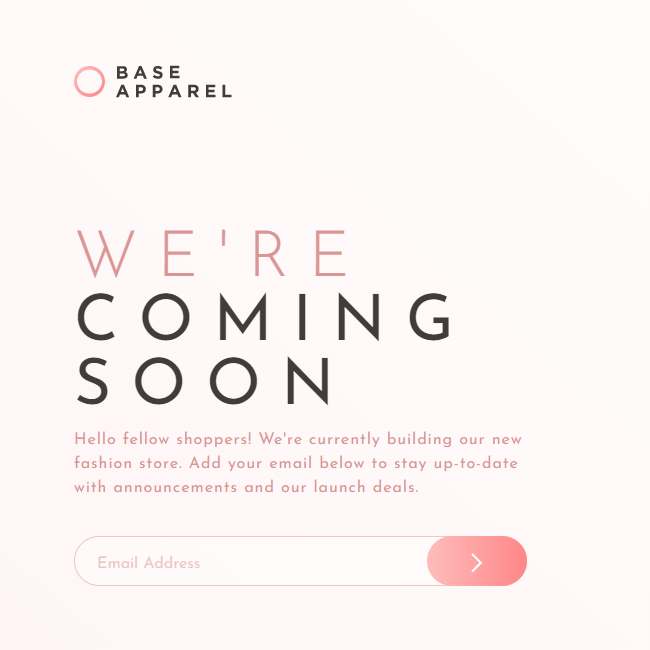 BASE
APPAREL
WE'RE
COMING
SOON
Hello fellow shoppers! We're currently building our new
fashion store. Add your email below to stay up-to-date
with announcements and our launch deals.
Email Address